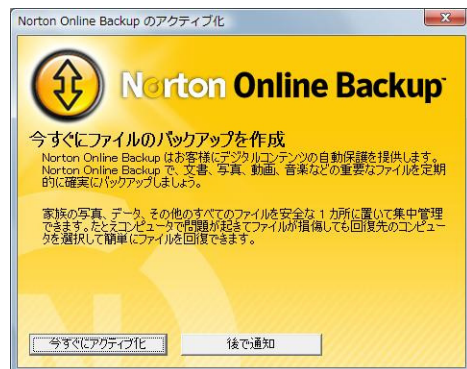 Norton Online Backup のアクティブ化
Norton Online Backup
今すぐにファイルのバックアップを作成
Norton Online Backup はお客様にデジタルコンテンツの自動保護を提供します。
Norton Online Backup で、文書、写真、動画、音楽などの重要なファイルを定期
的に確実にバックアップしましょう。
家族の写真、データ、その他のすべてのファイルを安全な 1 カ所に置いて集中管理
できます。たとえコンピュータで問題が起きてファイルが損傷しても回復先のコンピュー
タを選択して簡単にファイルを回復できます。
今すぐにアクティブ化
後で通知